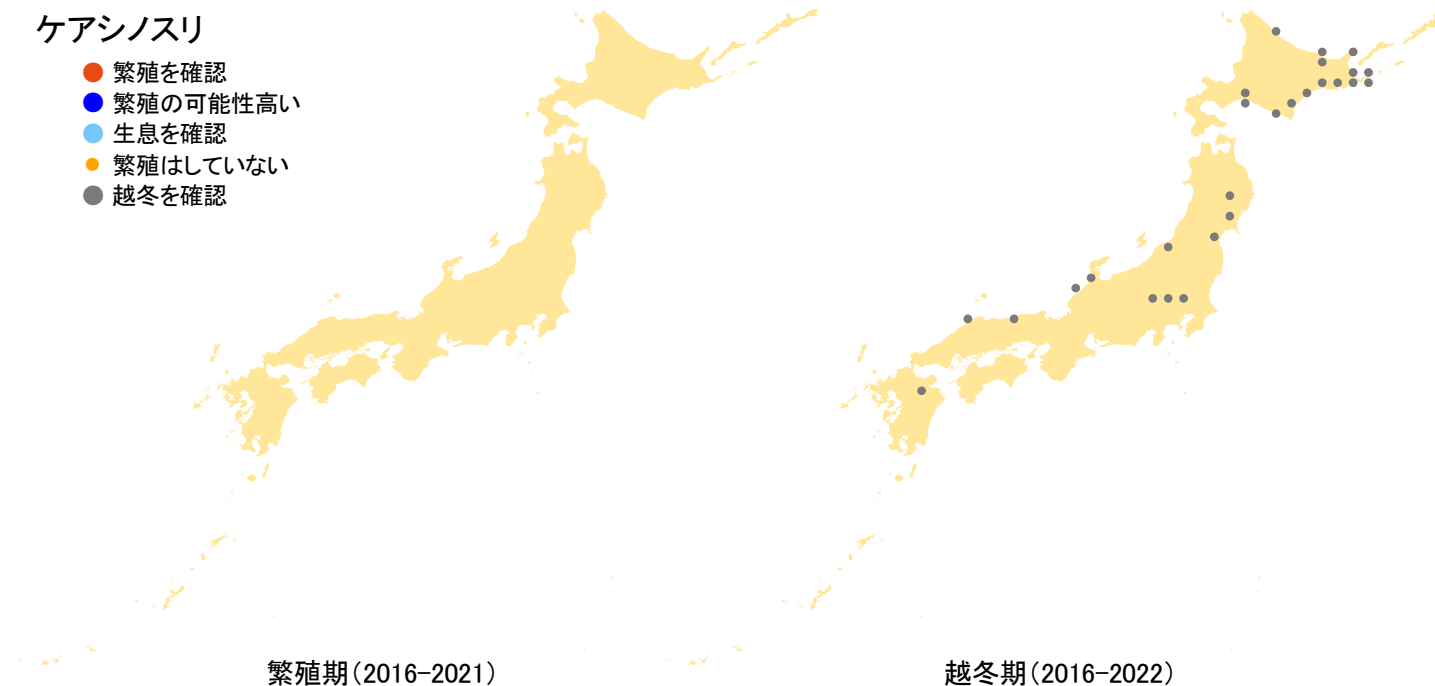 ケアシノスリ
繁殖を確認
繁殖の可能性高い
生息を確認
繁殖はしていない
越冬を確認
繁殖期(2016-2021)
越冬期(2016-2022)